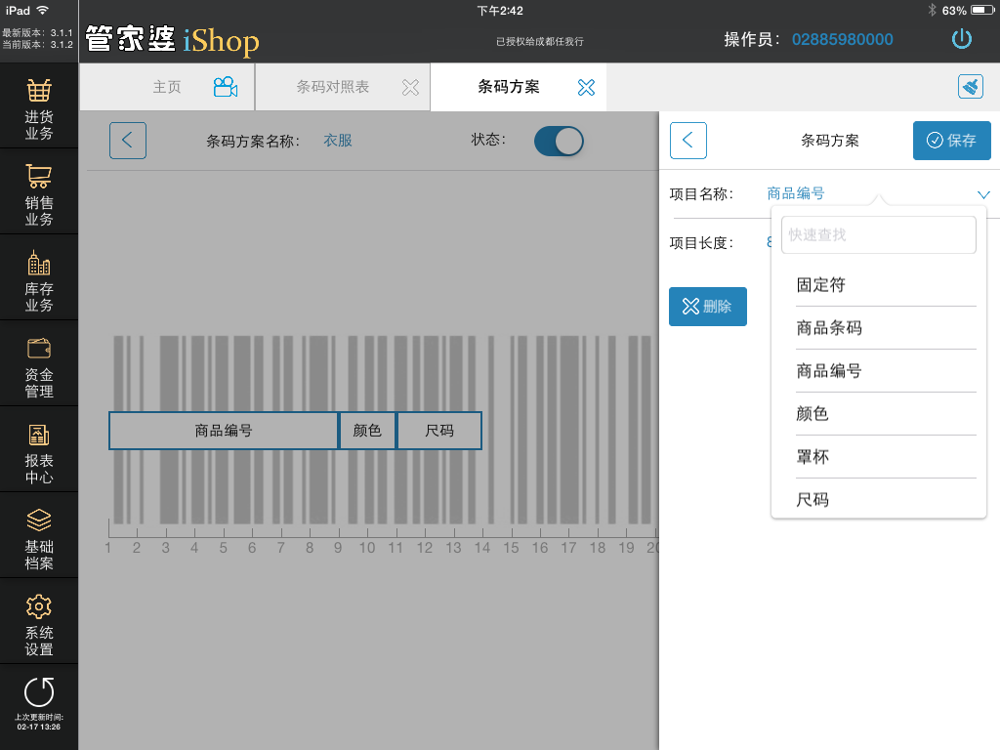 iPad
下午2:42
63%
最新版本: 3.1.1
当前版本: 3.1.2
管家婆 iShop
已授权给成都任我行
操作员: 02885980000
主页
条码对照表
条码方案
进货
业务
销售
业务
库存
业务
资金
管理
报表
中心
基础
档案
系统
设置
上次更新时间:
02-17 13:26
条码方案名称: 衣服
状态:
商品编号 颜色 尺码
1 2 3 4 5 6 7 8 9 10 11 12 13 14 15 16 17 18 19 20
条码方案
保存
项目名称: 商品编号
项目长度: 8
删除
快速查找
固定符
商品条码
商品编号
颜色
罩杯
尺码